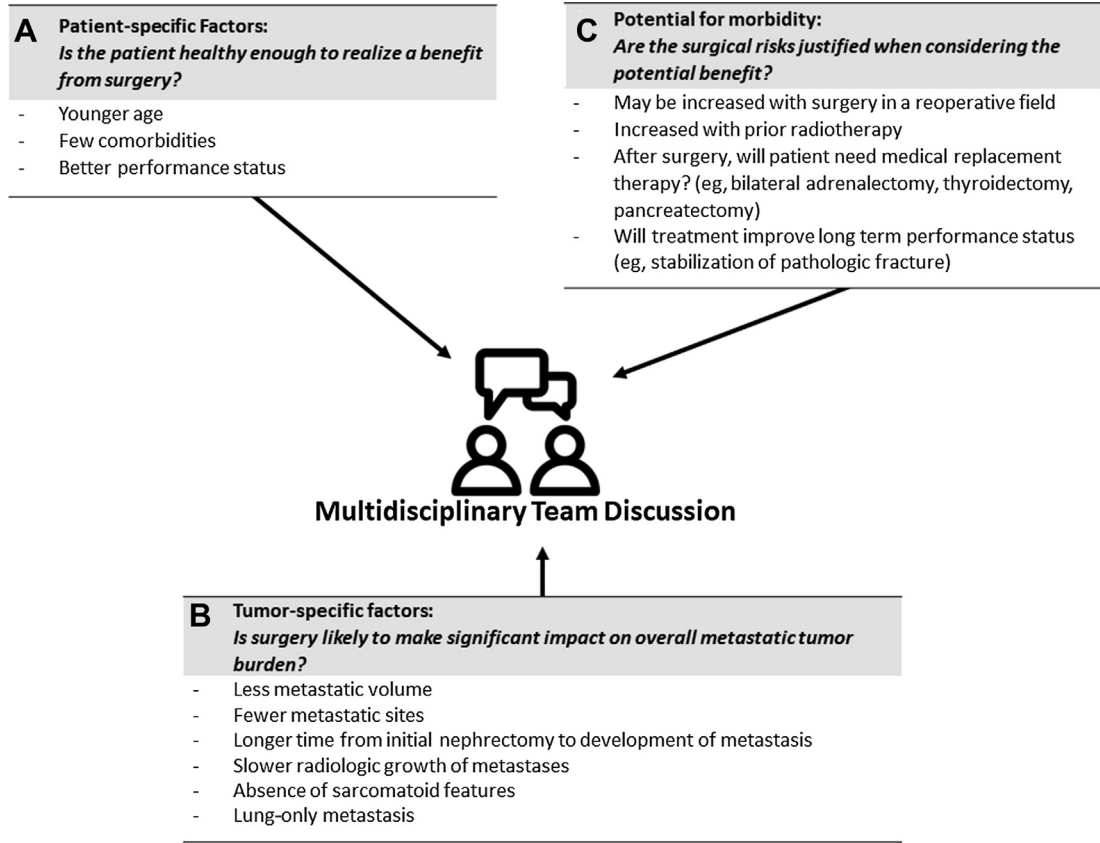 A Patient-specific Factors:
Is the patient healthy enough to realize a benefit
from surgery?
- Younger age
- Few comorbidities
- Better performance status
C Potential for morbidity:
Are the surgical risks justified when considering the
potential benefit?
- May be increased with surgery in a reoperative field
- Increased with prior radiotherapy
- After surgery, will patient need medical replacement
therapy? (eg, bilateral adrenalectomy, thyroidectomy,
pancreatectomy)
- Will treatment improve long term performance status
(eg, stabilization of pathologic fracture)
Multidisciplinary Team Discussion
B Tumor-specific factors:
Is surgery likely to make significant impact on overall metastatic tumor
burden?
- Less metastatic volume
- Fewer metastatic sites
- Longer time from initial nephrectomy to development of metastasis
- Slower radiologic growth of metastases
- Absence of sarcomatoid features
- Lung-only metastasis